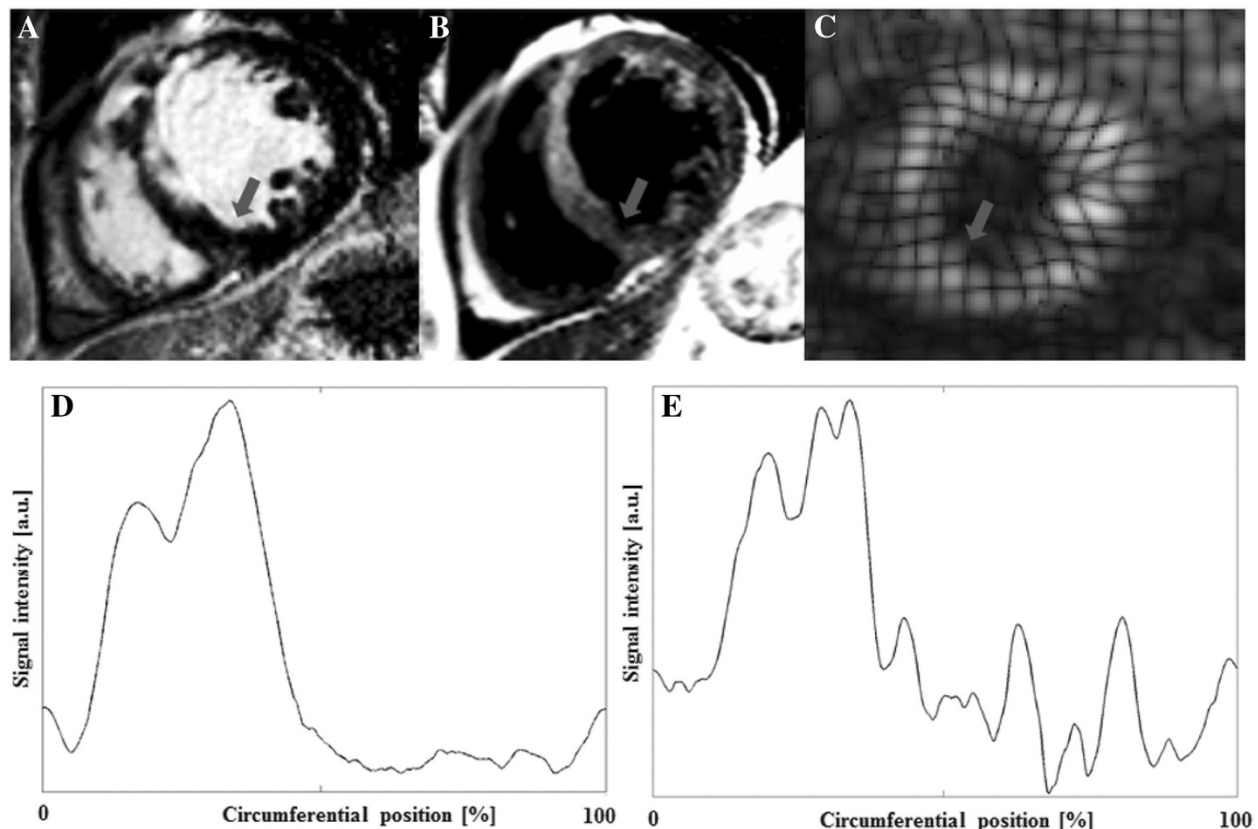 A
B
C
D
Signal intensity [a.u.]
0
Circumferential position [%]
100
E
Signal intensity [a.u.]
0
Circumferential position [%]
100